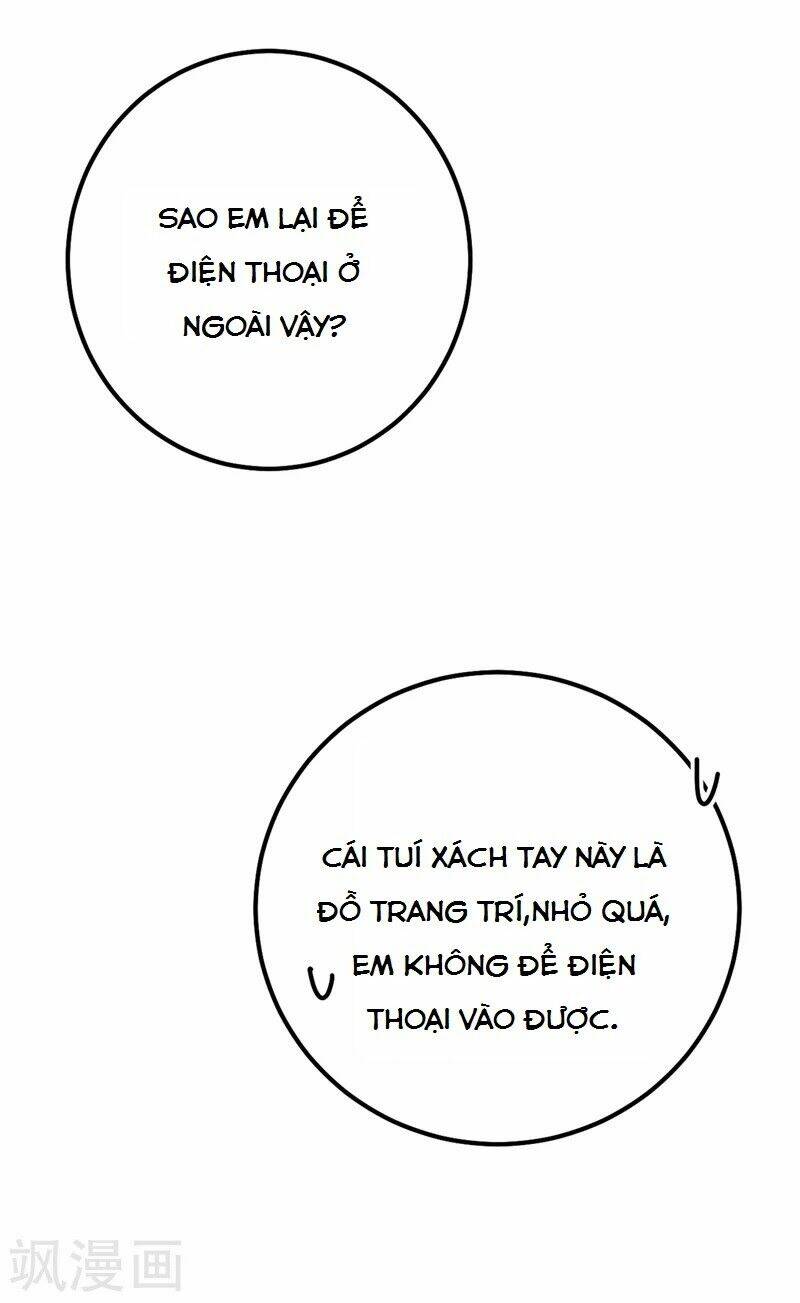 SAO EM LẠI ĐỂ
ĐIỆN THOẠI Ở
NGOÀI VẬY?
CÁI TUÍ XÁCH TAY NÀY LÀ
ĐỒ TRANG TRÍ,NHỎ QUÁ,
EM KHÔNG ĐỂ ĐIỆN
THOẠI VÀO ĐƯỢC.
飒漫画